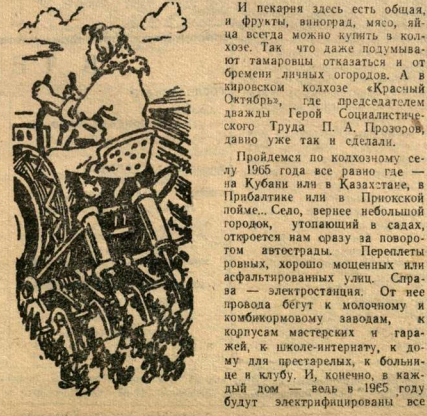 И пекарня здесь есть общая,
и фрукты, виноград, мясо, яй-
ца всегда можно купить в кол-
хозе. Так что даже подумыва-
ют тамаровцы отказаться и от
бремени личных огородов. А в
кировском колхозе «Красный
Октябрь», где председателем
дважды Герой Социалистиче-
ского Труда П. А. Прозоров,
давно уже так и сделали.
Пройдемся по колхозному се-
лу 1965 года все равно где —
на Кубани или в Казахстане, в
Прибалтике или в Приокской
пойме... Село, вернее небольшой
городок, утопающий в садах,
откроется нам сразу за поворо-
том автострады. Переплеты
ровных, хорошо мощенных или
асфальтированных улиц. Спра-
ва — электростанция. От нее
провода бегут к молочному и
комбикормовому заводам, к
корпусам мастерских и гара-
жей, к школе-интернату, к до-
му для престарелых, к больни-
це и клубу. И, конечно, в каж-
дый дом — ведь в 1965 году
будут электрифицированы все